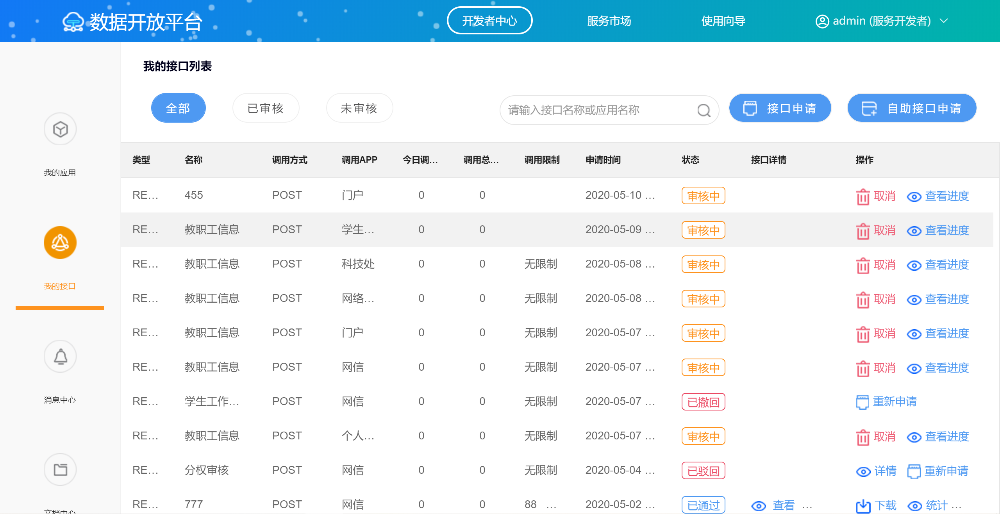 数据开放平台 开发者中心 服务市场 使用向导 admin (服务开发者)
我的接口列表
全部 已审核 未审核 请输入接口名称或应用名称 接口申请 自助接口申请
我的应用
我的接口
消息中心
文档中心
类型 名称 调用方式 调用APP 今日调... 调用总... 调用限制 申请时间 状态 接口详情 操作
RE... 455 POST 门户 0 0 2020-05-10 ... 审核中 取消 查看进度
RE... 教职工信息 POST 学生... 0 0 2020-05-09 ... 审核中 取消 查看进度
RE... 教职工信息 POST 科技处 0 0 无限制 2020-05-08 ... 审核中 取消 查看进度
RE... 教职工信息 POST 网络... 0 0 无限制 2020-05-08 ... 审核中 取消 查看进度
RE... 教职工信息 POST 门户 0 0 无限制 2020-05-07 ... 审核中 取消 查看进度
RE... 教职工信息 POST 网信 0 0 无限制 2020-05-07 ... 审核中 取消 查看进度
RE... 学生工作... POST 网信 0 0 无限制 2020-05-07 ... 已撤回 重新申请
RE... 教职工信息 POST 个人... 0 0 无限制 2020-05-07 ... 审核中 取消 查看进度
RE... 分权审核 POST 网信 0 0 无限制 2020-05-04 ... 已驳回 详情 重新申请
RE... 777 POST 网信 0 0 88 ... 2020-05-02 ... 已通过 查看 ... 下载 统计 ...